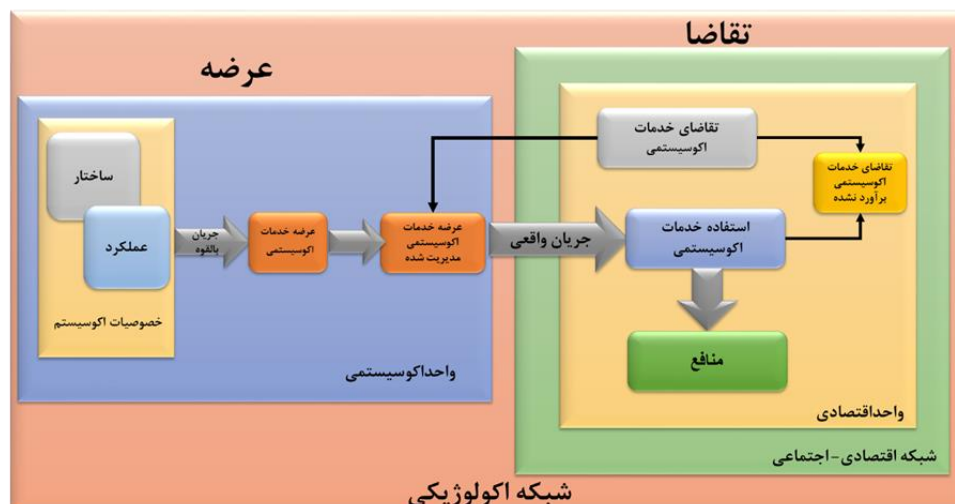 تقاضا
عرضه
تقاضای خدمات
اکوسیستمی
تقاضای خدمات
اکوسیستمی
برآورد نشده
ساختار
عملکرد
جریان
بالقوه
عرضه خدمات
اکوسیستمی
عرضه خدمات
اکوسیستمی
مدیریت شده
جریان واقعی
استفاده خدمات
اکوسیستمی
خصوصیات اکوسیستم
منافع
واحداکوسیستمی
واحداقتصادی
شبکه اقتصادی-اجتماعی
شبکه اکولوژیکی